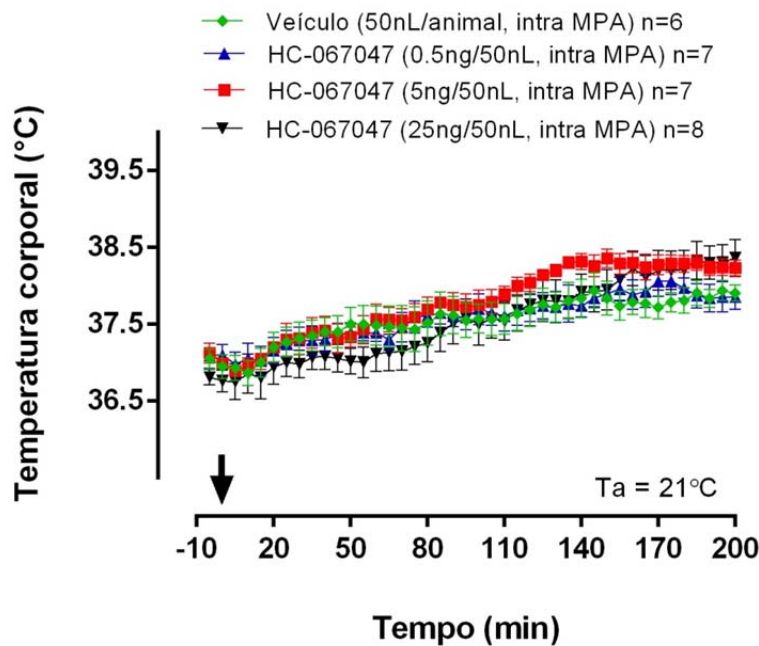 Veículo (50nL/animal, intra MPA) n=6
HC-067047 (0.5ng/50nL, intra MPA) n=7
HC-067047 (5ng/50nL, intra MPA) n=7
HC-067047 (25ng/50nL, intra MPA) n=8
Temperatura corporal (°C)
39.5
38.5
37.5
36.5
Ta = 21°C
-10 20 50 80 110 140 170 200
Tempo (min)